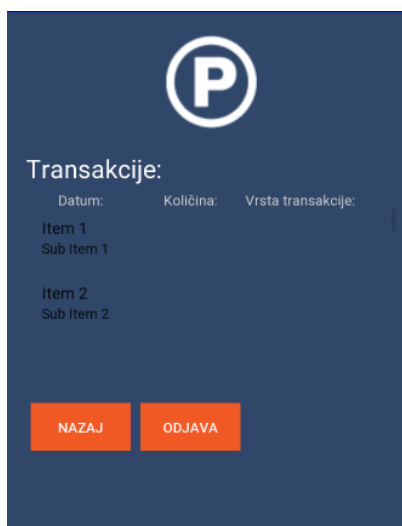 P
Transakcije:
Datum: Količina: Vrsta transakcije:
Item 1
Sub Item 1
Item 2
Sub Item 2
NAZAJ ODJAVA